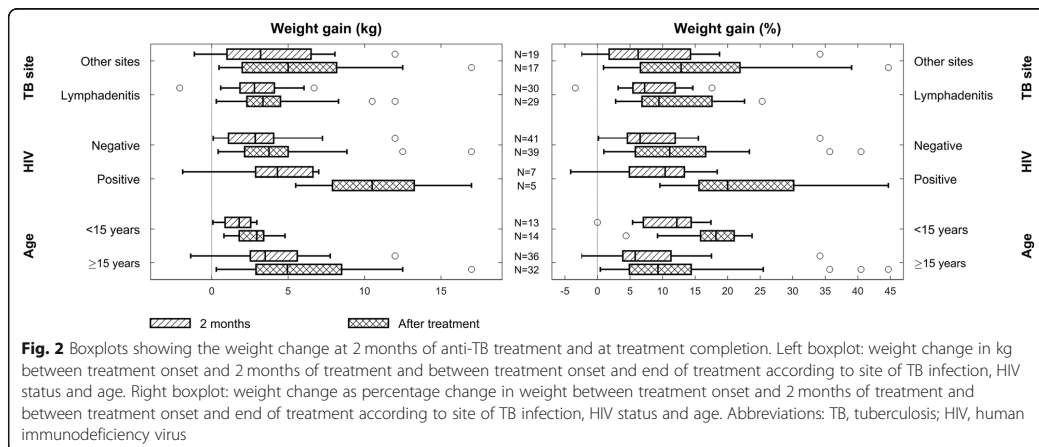 Weight gain (kg)
Weight gain (%)
TB site
Other sites
N=19
N=17
Other sites
TB site
Lymphadenitis
N=30
N=29
Lymphadenitis
HIV
Negative
N=41
N=39
Negative
HIV
Positive
N=7
N=5
Positive
Age
<15 years
N=13
N=14
<15 years
Age
≥15 years
N=36
N=32
≥15 years
0 5 10 15
-5 0 5 10 15 20 25 30 35 40 45
2 months After treatment
Fig. 2 Boxplots showing the weight change at 2 months of anti-TB treatment and at treatment completion. Left boxplot: weight change in kg
between treatment onset and 2 months of treatment and between treatment onset and end of treatment according to site of TB infection, HIV
status and age. Right boxplot: weight change as percentage change in weight between treatment onset and 2 months of treatment and
between treatment onset and end of treatment according to site of TB infection, HIV status and age. Abbreviations: TB, tuberculosis; HIV, human
immunodeficiency virus